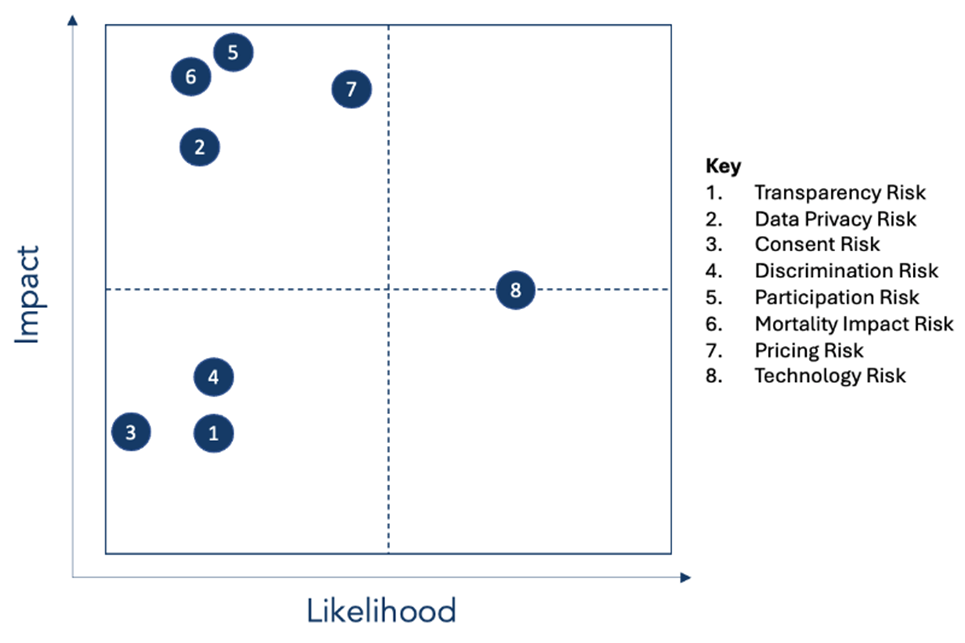 5
6
7
2
8
4
3
1
Impact
Likelihood
Key
1. Transparency Risk
2. Data Privacy Risk
3. Consent Risk
4. Discrimination Risk
5. Participation Risk
6. Mortality Impact Risk
7. Pricing Risk
8. Technology Risk